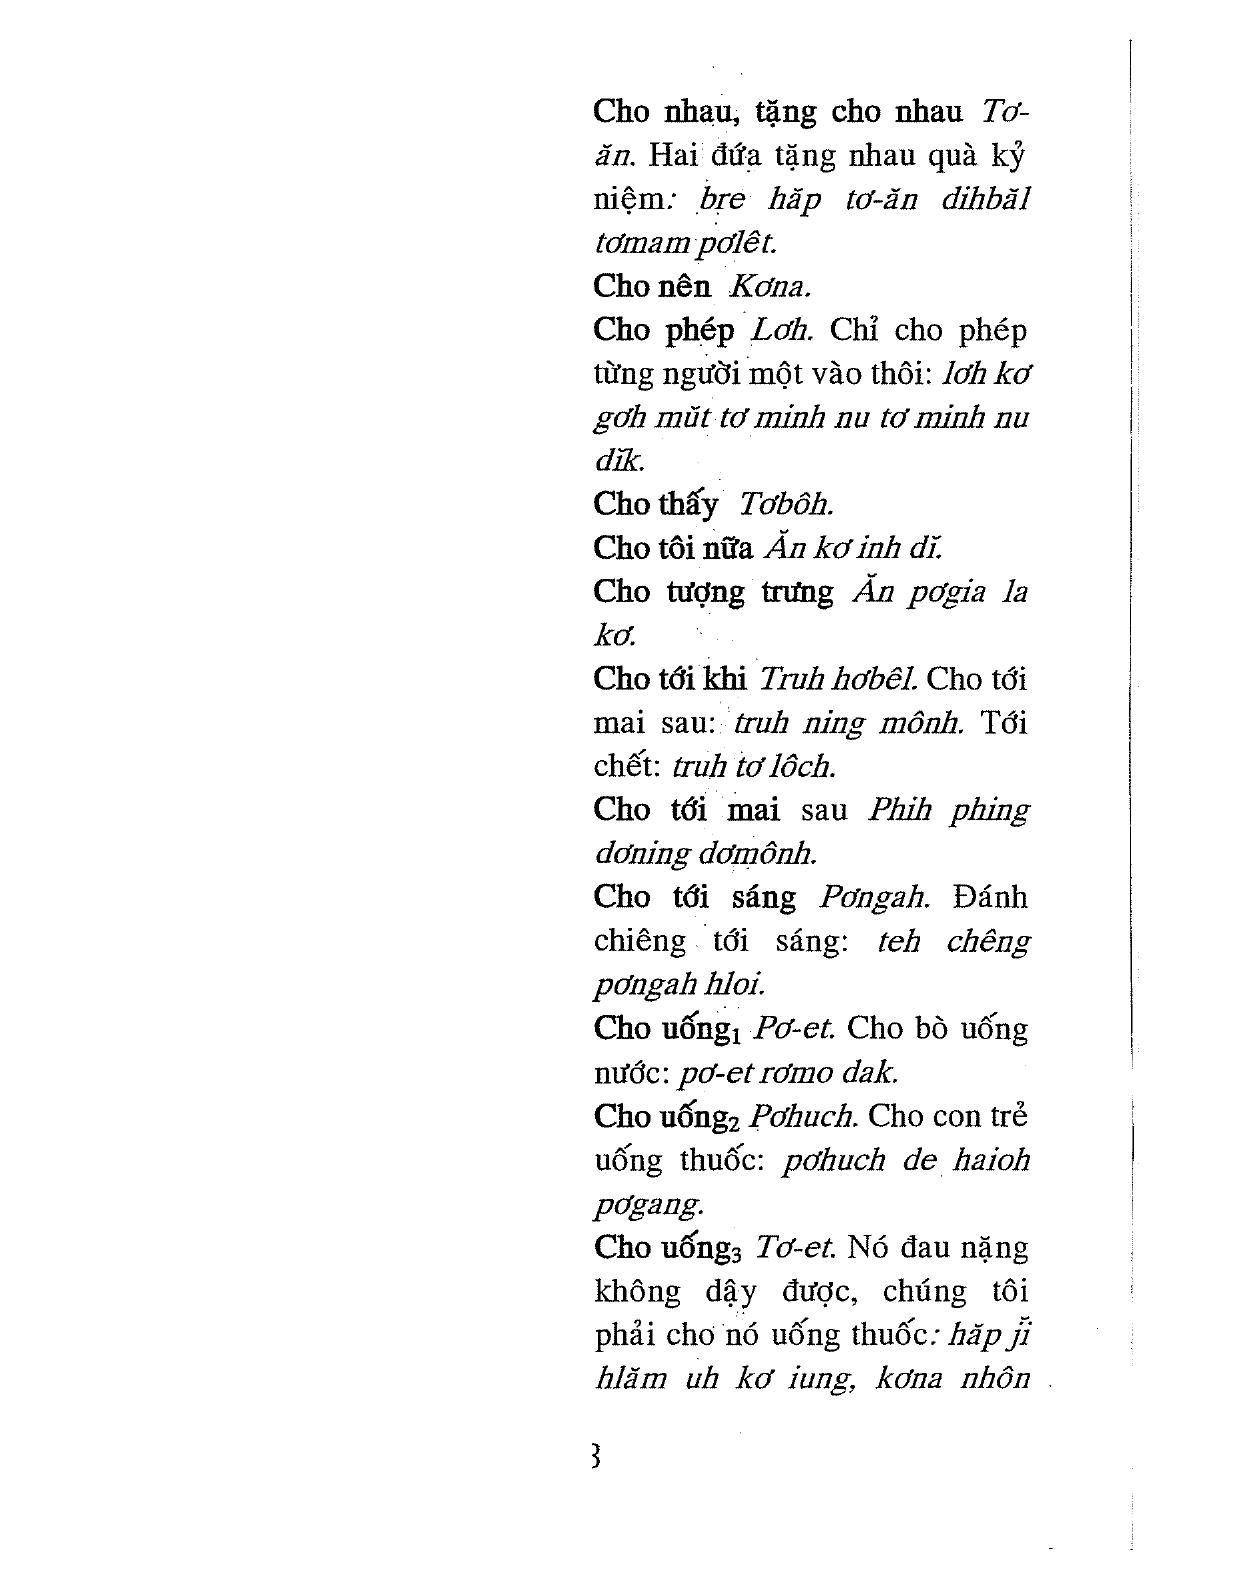 Cho nhau, tặng cho nhau Tơ-
ăn. Hai đứa tặng nhau quà kỷ
niệm: bre hăp tơ-ăn dihbăl
tơmam pơlêt.
Cho nên Kơna.
Cho phép Lơh. Chỉ cho phép
từng người một vào thôi: lơh kơ
gơh mŭt tơ minh nu tơ minh nu
dĭk.
Cho thấy Tơbôh.
Cho tôi nữa Ăn kơ inh dĭ.
Cho tượng trưng Ăn pơgia la
kơ.
Cho tới khi Truh hơbêl. Cho tới
mai sau: truh ning mônh. Tới
chết: truh tơ lôch.
Cho tới mai sau Phih phing
dơning dơmônh.
Cho tới sáng Pơngah. Đánh
chiêng tới sáng: teh chêng
pơngah hloi.
Cho uống₁ Pơ-et. Cho bò uống
nước: pơ-et rơmo dak.
Cho uống₂ Pơhuch. Cho con trẻ
uống thuốc: pơhuch de haioh
pơgang.
Cho uống₃ Tơ-et. Nó đau nặng
không dậy được, chúng tôi
phải cho nó uống thuốc: hăp jĭ
hlăm uh kơ iung, kơna nhôn
3